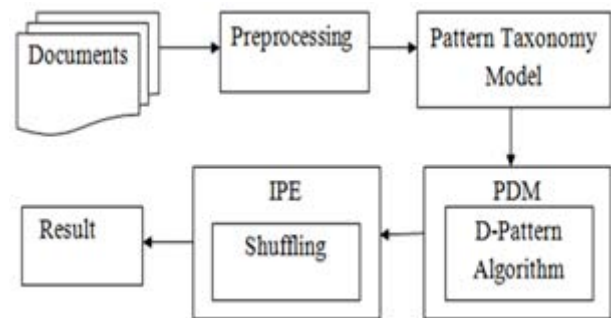 Documents
Preprocessing
Pattern Taxonomy
Model
PDM
D-Pattern
Algorithm
IPE
Shuffling
Result